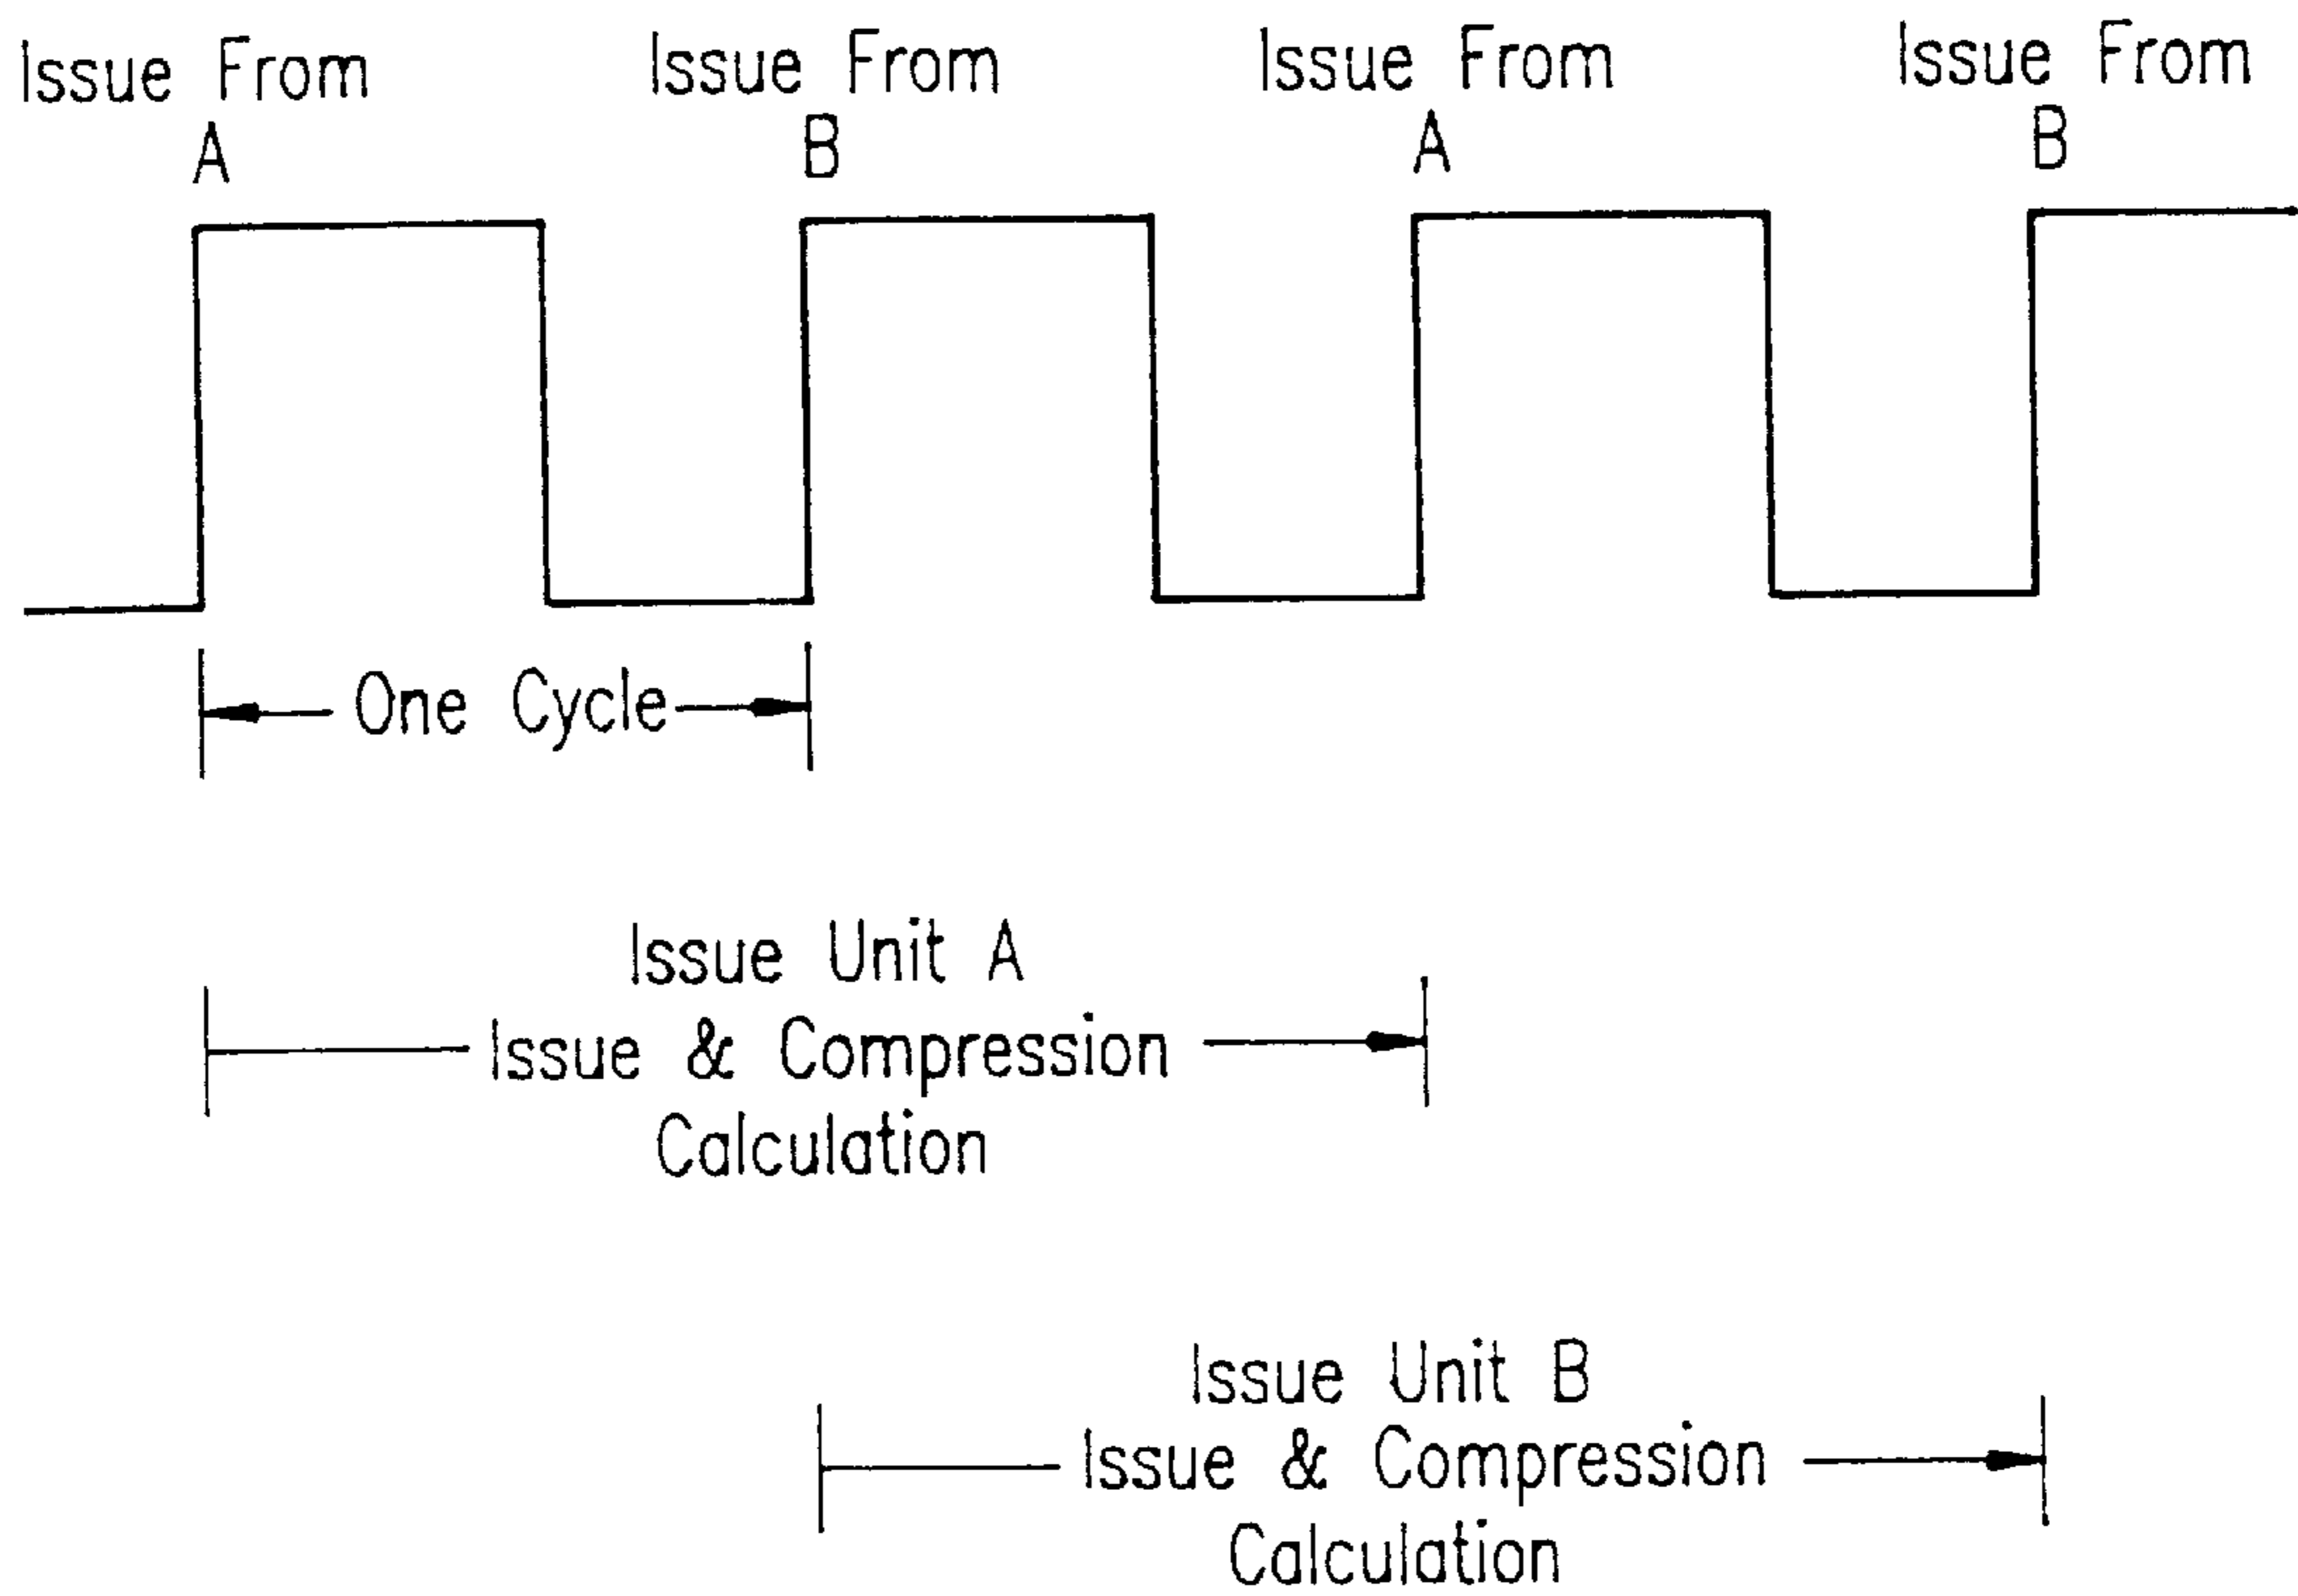 Issue From
A
Issue From
B
Issue From
A
Issue From
B
One Cycle
Issue Unit A
Issue & Compression
Calculation
Issue Unit B
Issue & Compression
Calculation